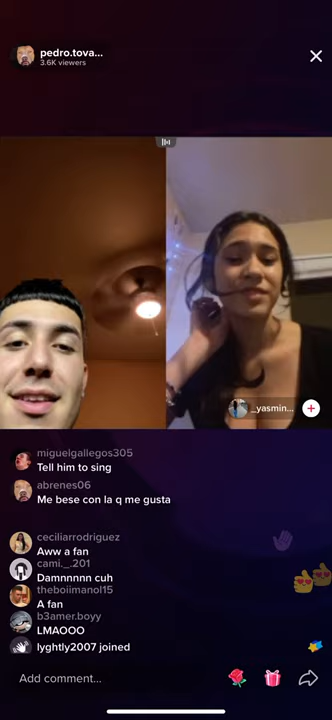 pedro.tova...
3.6K viewers
_yasmin...
miguelgallegos305
Tell him to sing
abrenes06
Me bese con la q me gusta
ceciliarrodriguez
Aww a fan
cami._.201
Damnnnnn cuh
theboiimanol15
A fan
b3amer.boyy
LMAOOO
lyghtly2007 joined
Add comment...